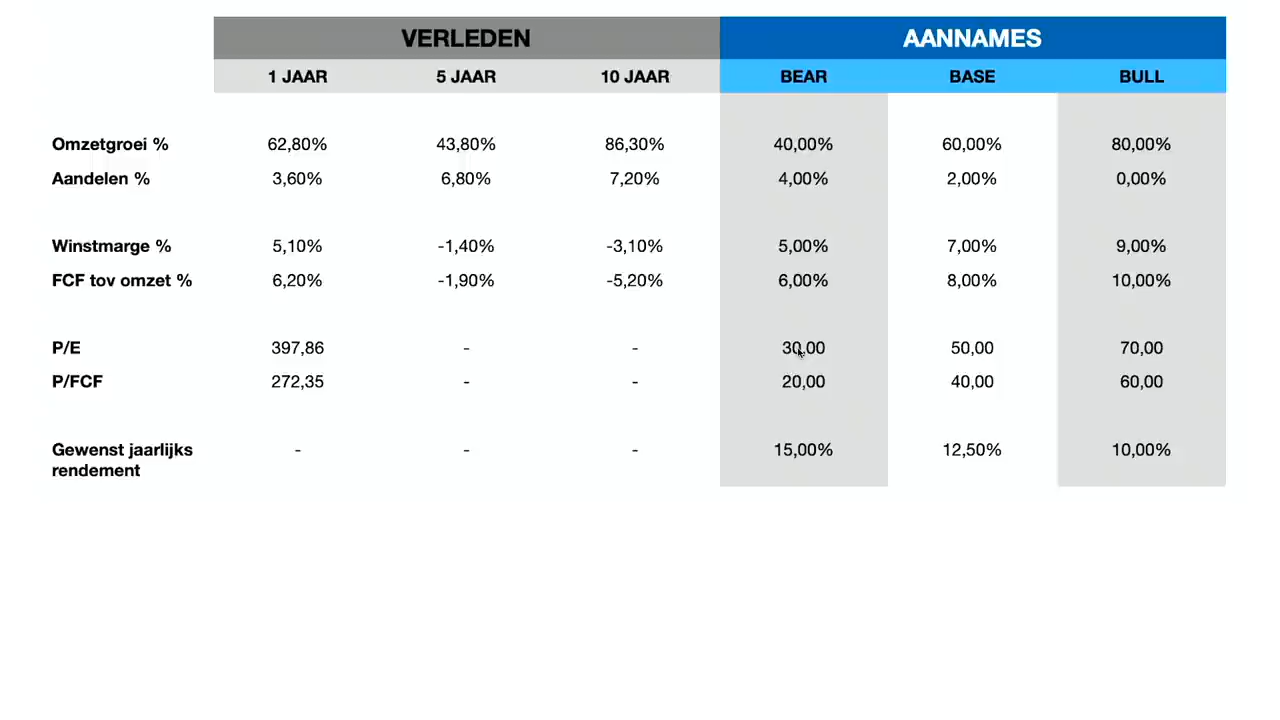 VERLEDEN AANNAMES
1 JAAR 5 JAAR 10 JAAR BEAR BASE BULL
Omzetgroei % 62,80% 43,80% 86,30% 40,00% 60,00% 80,00%
Aandelen % 3,60% 6,80% 7,20% 4,00% 2,00% 0,00%
Winstmarge % 5,10% -1,40% -3,10% 5,00% 7,00% 9,00%
FCF tov omzet % 6,20% -1,90% -5,20% 6,00% 8,00% 10,00%
P/E 397,86 - - 30,00 50,00 70,00
P/FCF 272,35 - - 20,00 40,00 60,00
Gewenst jaarlijks - - - 15,00% 12,50% 10,00%
rendement